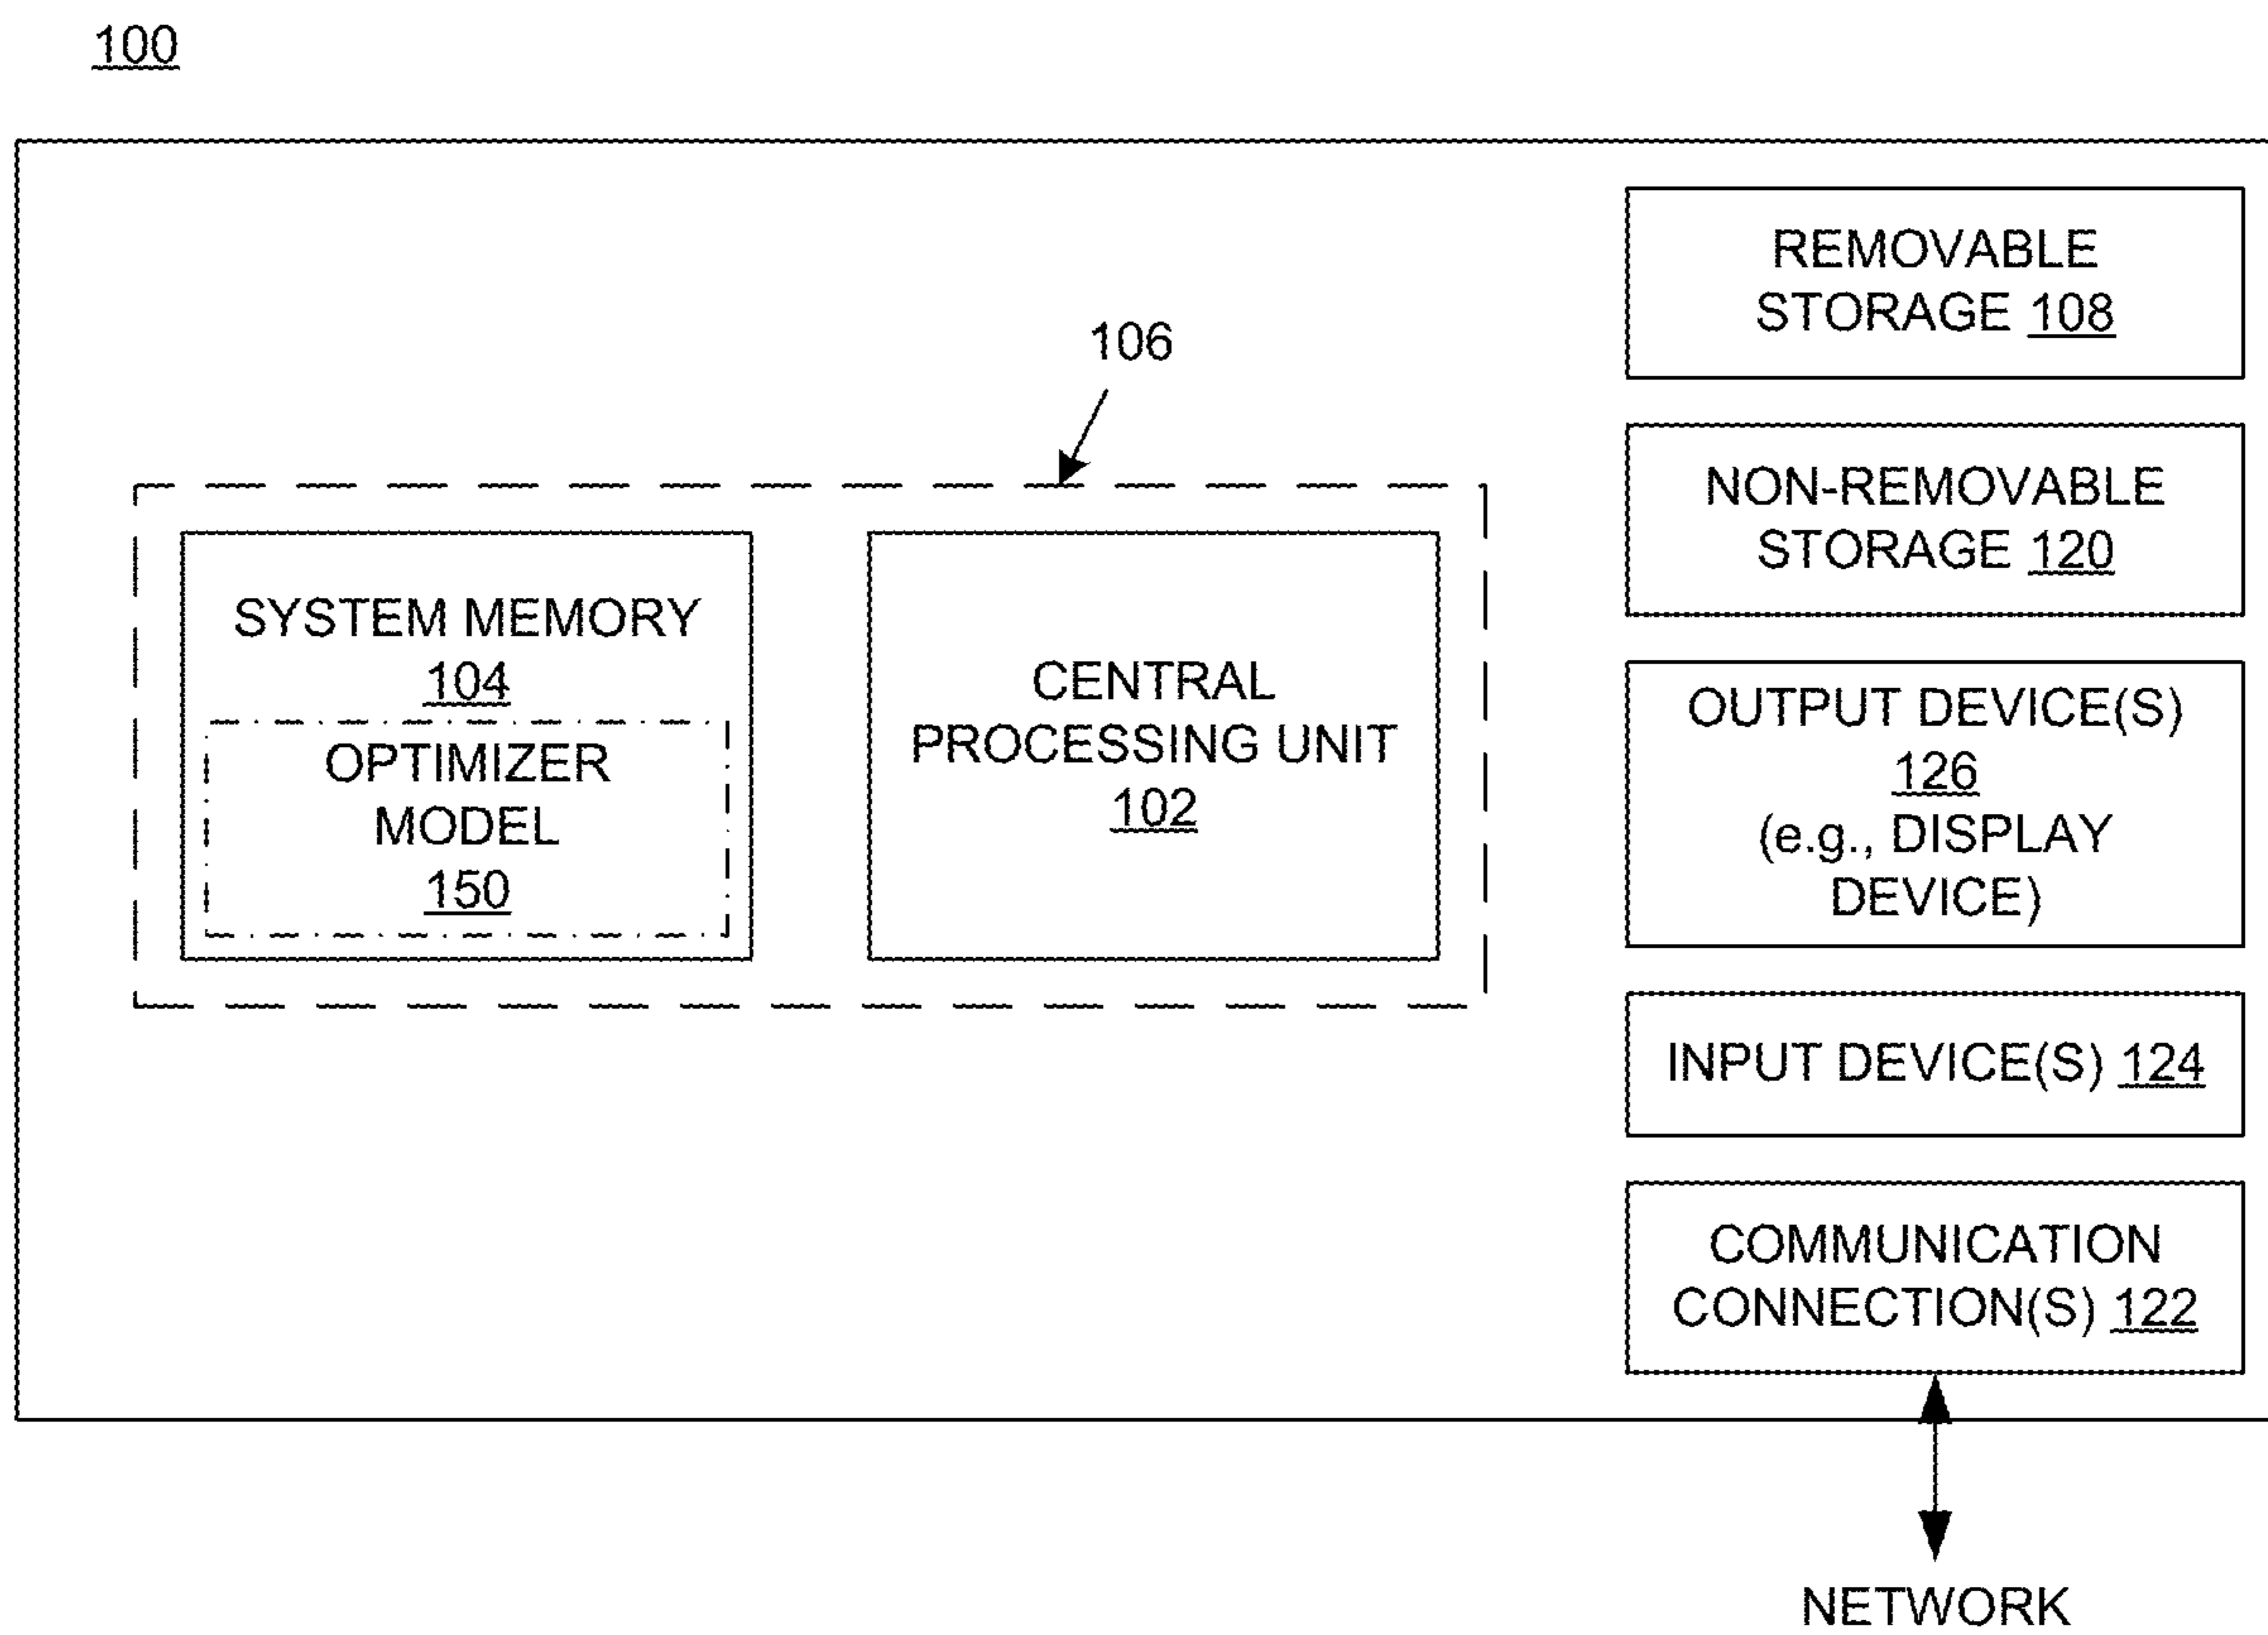 100
106
SYSTEM MEMORY
104
OPTIMIZER
MODEL
150
CENTRAL
PROCESSING UNIT
102
REMOVABLE
STORAGE 108
NON-REMOVABLE
STORAGE 120
OUTPUT DEVICE(S)
126
(e.g., DISPLAY
DEVICE)
INPUT DEVICE(S) 124
COMMUNICATION
CONNECTION(S) 122
NETWORK